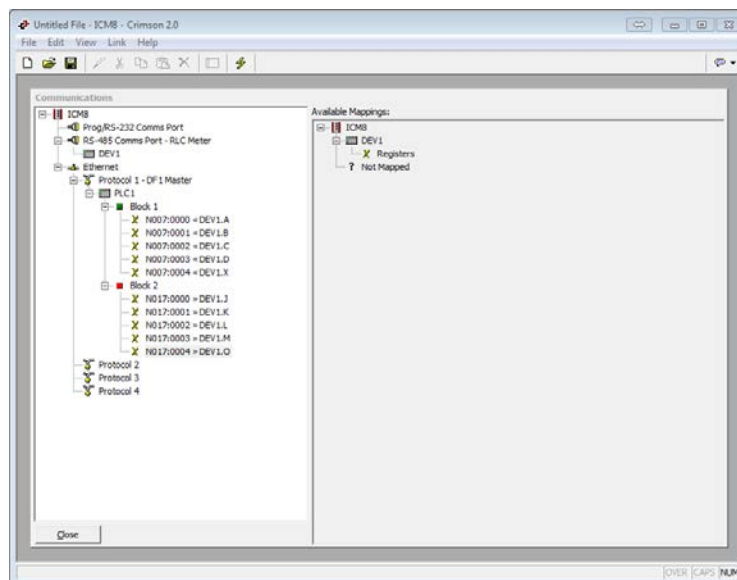 Untitled File - ICM8 - Crimson 2.0
File Edit View Link Help
Communications
ICM8
Prog/RS-232 Comms Port
RS-485 Comms Port - RLC Meter
DEV1
Ethernet
Protocol 1 - DF1 Master
PLC1
Block 1
N007:0000 « DEV1.A
N007:0001 « DEV1.B
N007:0002 « DEV1.C
N007:0003 « DEV1.D
N007:0004 « DEV1.X
Block 2
N017:0000 » DEV1.J
N017:0001 » DEV1.K
N017:0002 » DEV1.L
N017:0003 » DEV1.M
N017:0004 » DEV1.O
Protocol 2
Protocol 3
Protocol 4
Close
Available Mappings:
ICM8
DEV1
Registers
Not Mapped
OVER CAPS NUM